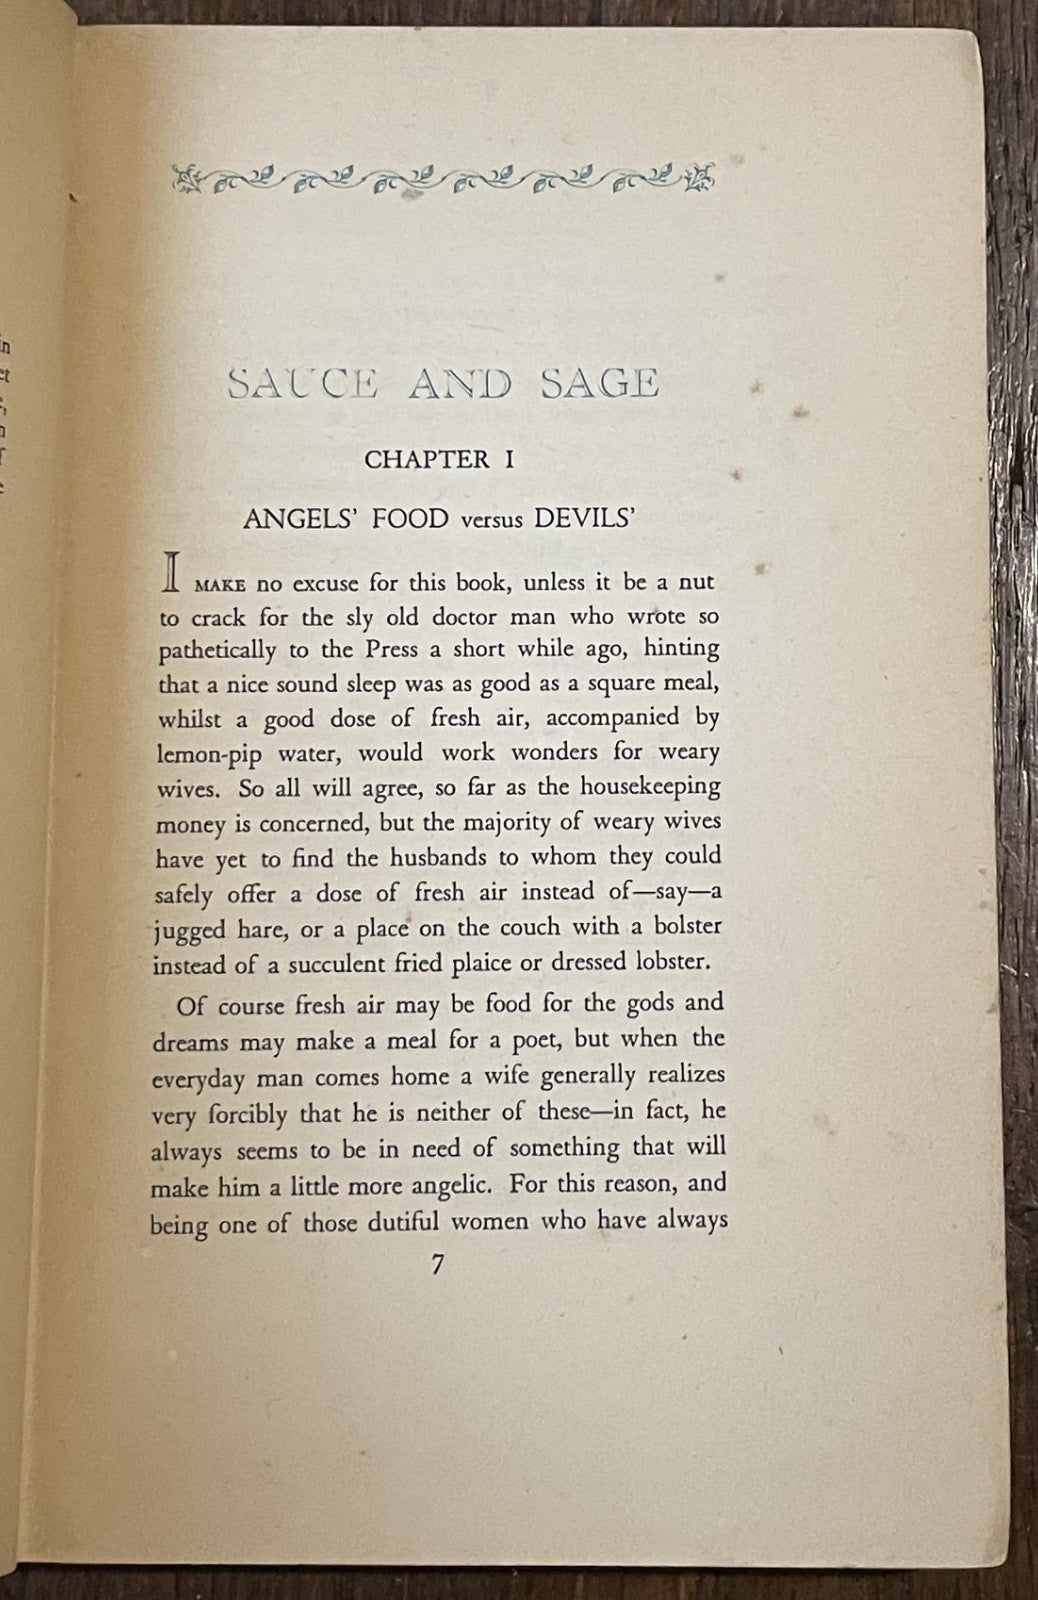 SAUCE AND SAGE
CHAPTER I
ANGELS' FOOD versus DEVILS'
I MAKE no excuse for this book, unless it be a nut
to crack for the sly old doctor man who wrote so
pathetically to the Press a short while ago, hinting
that a nice sound sleep was as good as a square meal,
whilst a good dose of fresh air, accompanied by
lemon-pip water, would work wonders for weary
wives. So all will agree, so far as the housekeeping
money is concerned, but the majority of weary wives
have yet to find the husbands to whom they could
safely offer a dose of fresh air instead of—say—a
jugged hare, or a place on the couch with a bolster
instead of a succulent fried plaice or dressed lobster.
Of course fresh air may be food for the gods and
dreams may make a meal for a poet, but when the
everyday man comes home a wife generally realizes
very forcibly that he is neither of these—in fact, he
always seems to be in need of something that will
make him a little more angelic. For this reason, and
being one of those dutiful women who have always
7